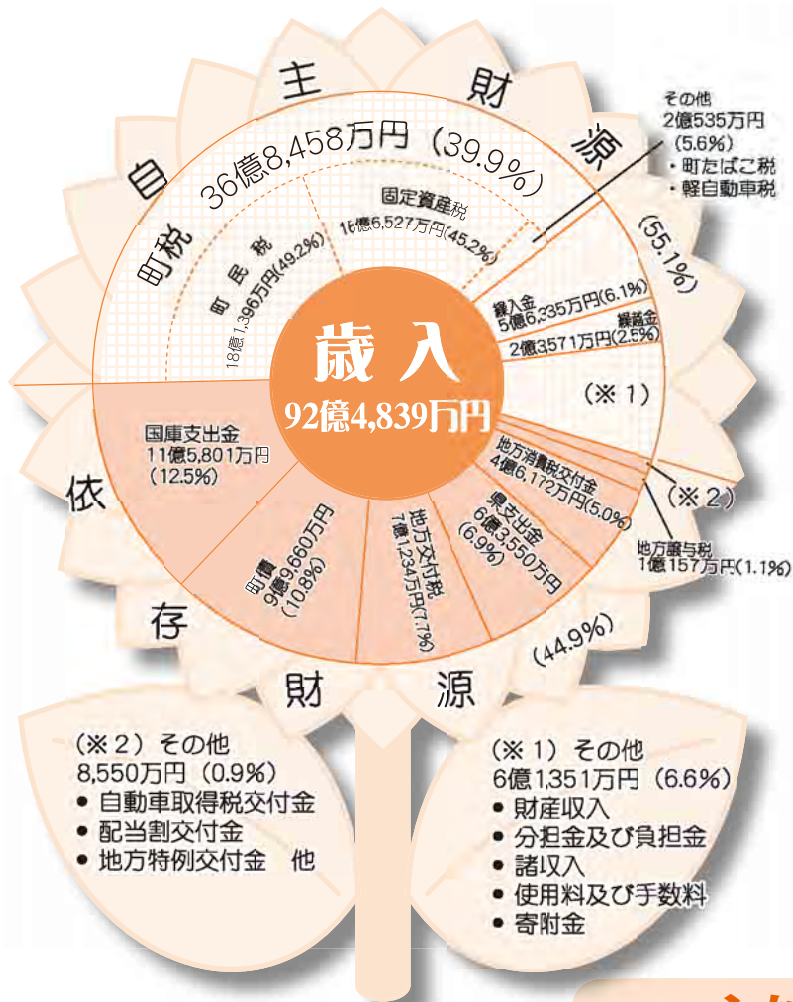 自主財源
(55.1%)
その他
2億535万円
(5.6%)
・町たばこ税
・軽自動車税
町税 36億8,458万円 (39.9%)
町民税
18億1,396万円(49.2%)
固定資産税
16億6,527万円(45.2%)
繰入金
5億6,335万円(6.1%)
繰越金
2億3571万円(2.5%)
(※1)
歳入
92億4,839万円
国庫支出金
11億5,801万円
(12.5%)
町債
9億9,660万円
(10.8%)
地方交付税
7億1,234万円(7.7%)
県支出金
6億3,550万円
(6.9%)
地方消費税交付金
4億6,172万円(5.0%)
(※2)
地方譲与税
1億157万円(1.1%)
依存財源
(44.9%)
(※2) その他
8,550万円 (0.9%)
• 自動車取得税交付金
• 配当割交付金
• 地方特例交付金 他
(※1) その他
6億1,351万円 (6.6%)
• 財産収入
• 分担金及び負担金
• 諸収入
• 使用料及び手数料
• 寄附金